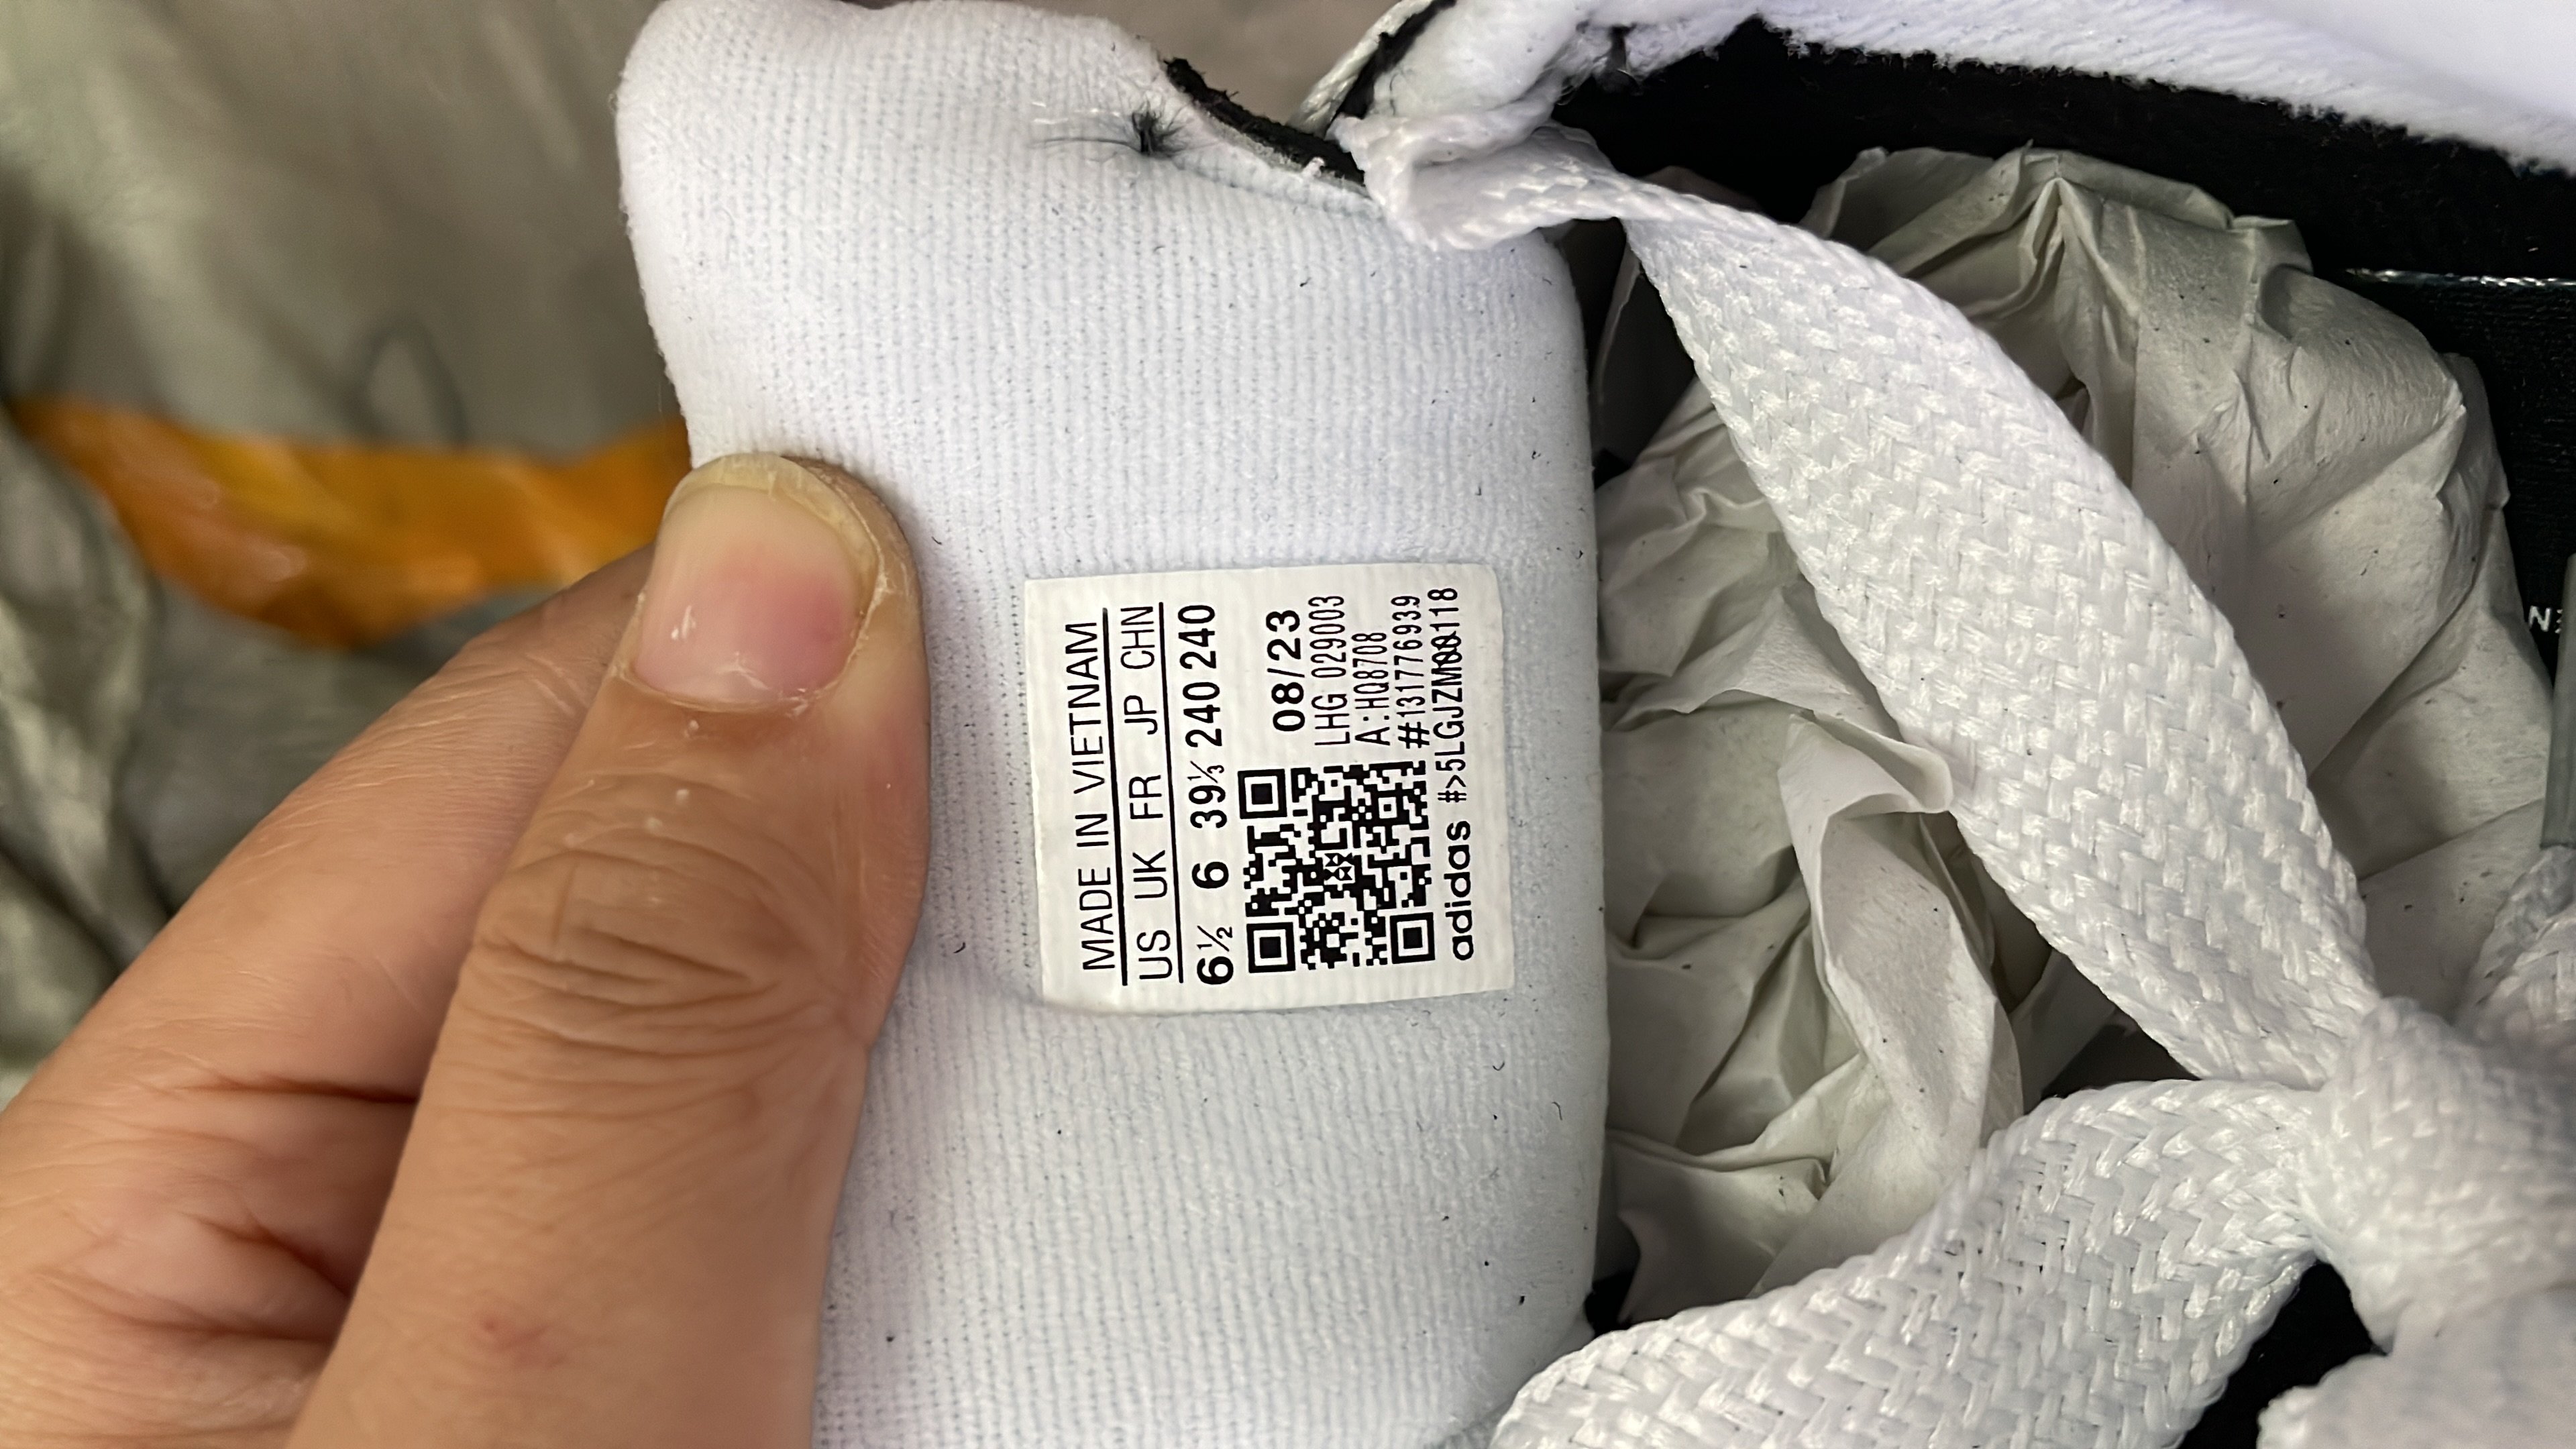 MADE IN VIETNAM
US UK FR JP CHN
6½ 6 39⅓ 240 240
08/23
LHG 029003
A:HQ8708
#131776939
adidas